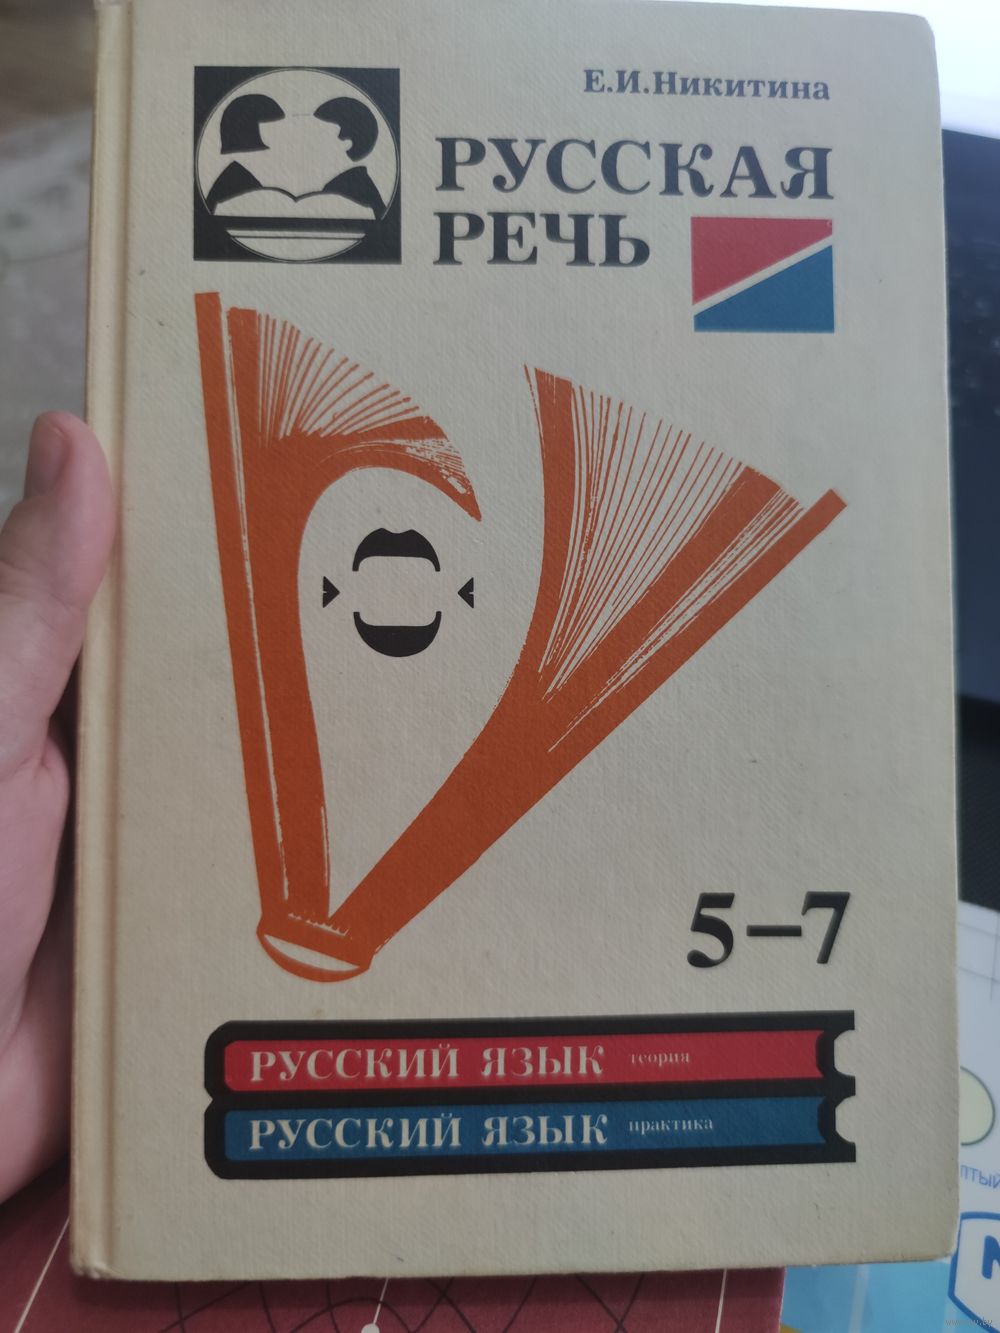 Е.И.Никитина
РУССКАЯ
РЕЧЬ
5–7
РУССКИЙ ЯЗЫК теория
РУССКИЙ ЯЗЫК практика